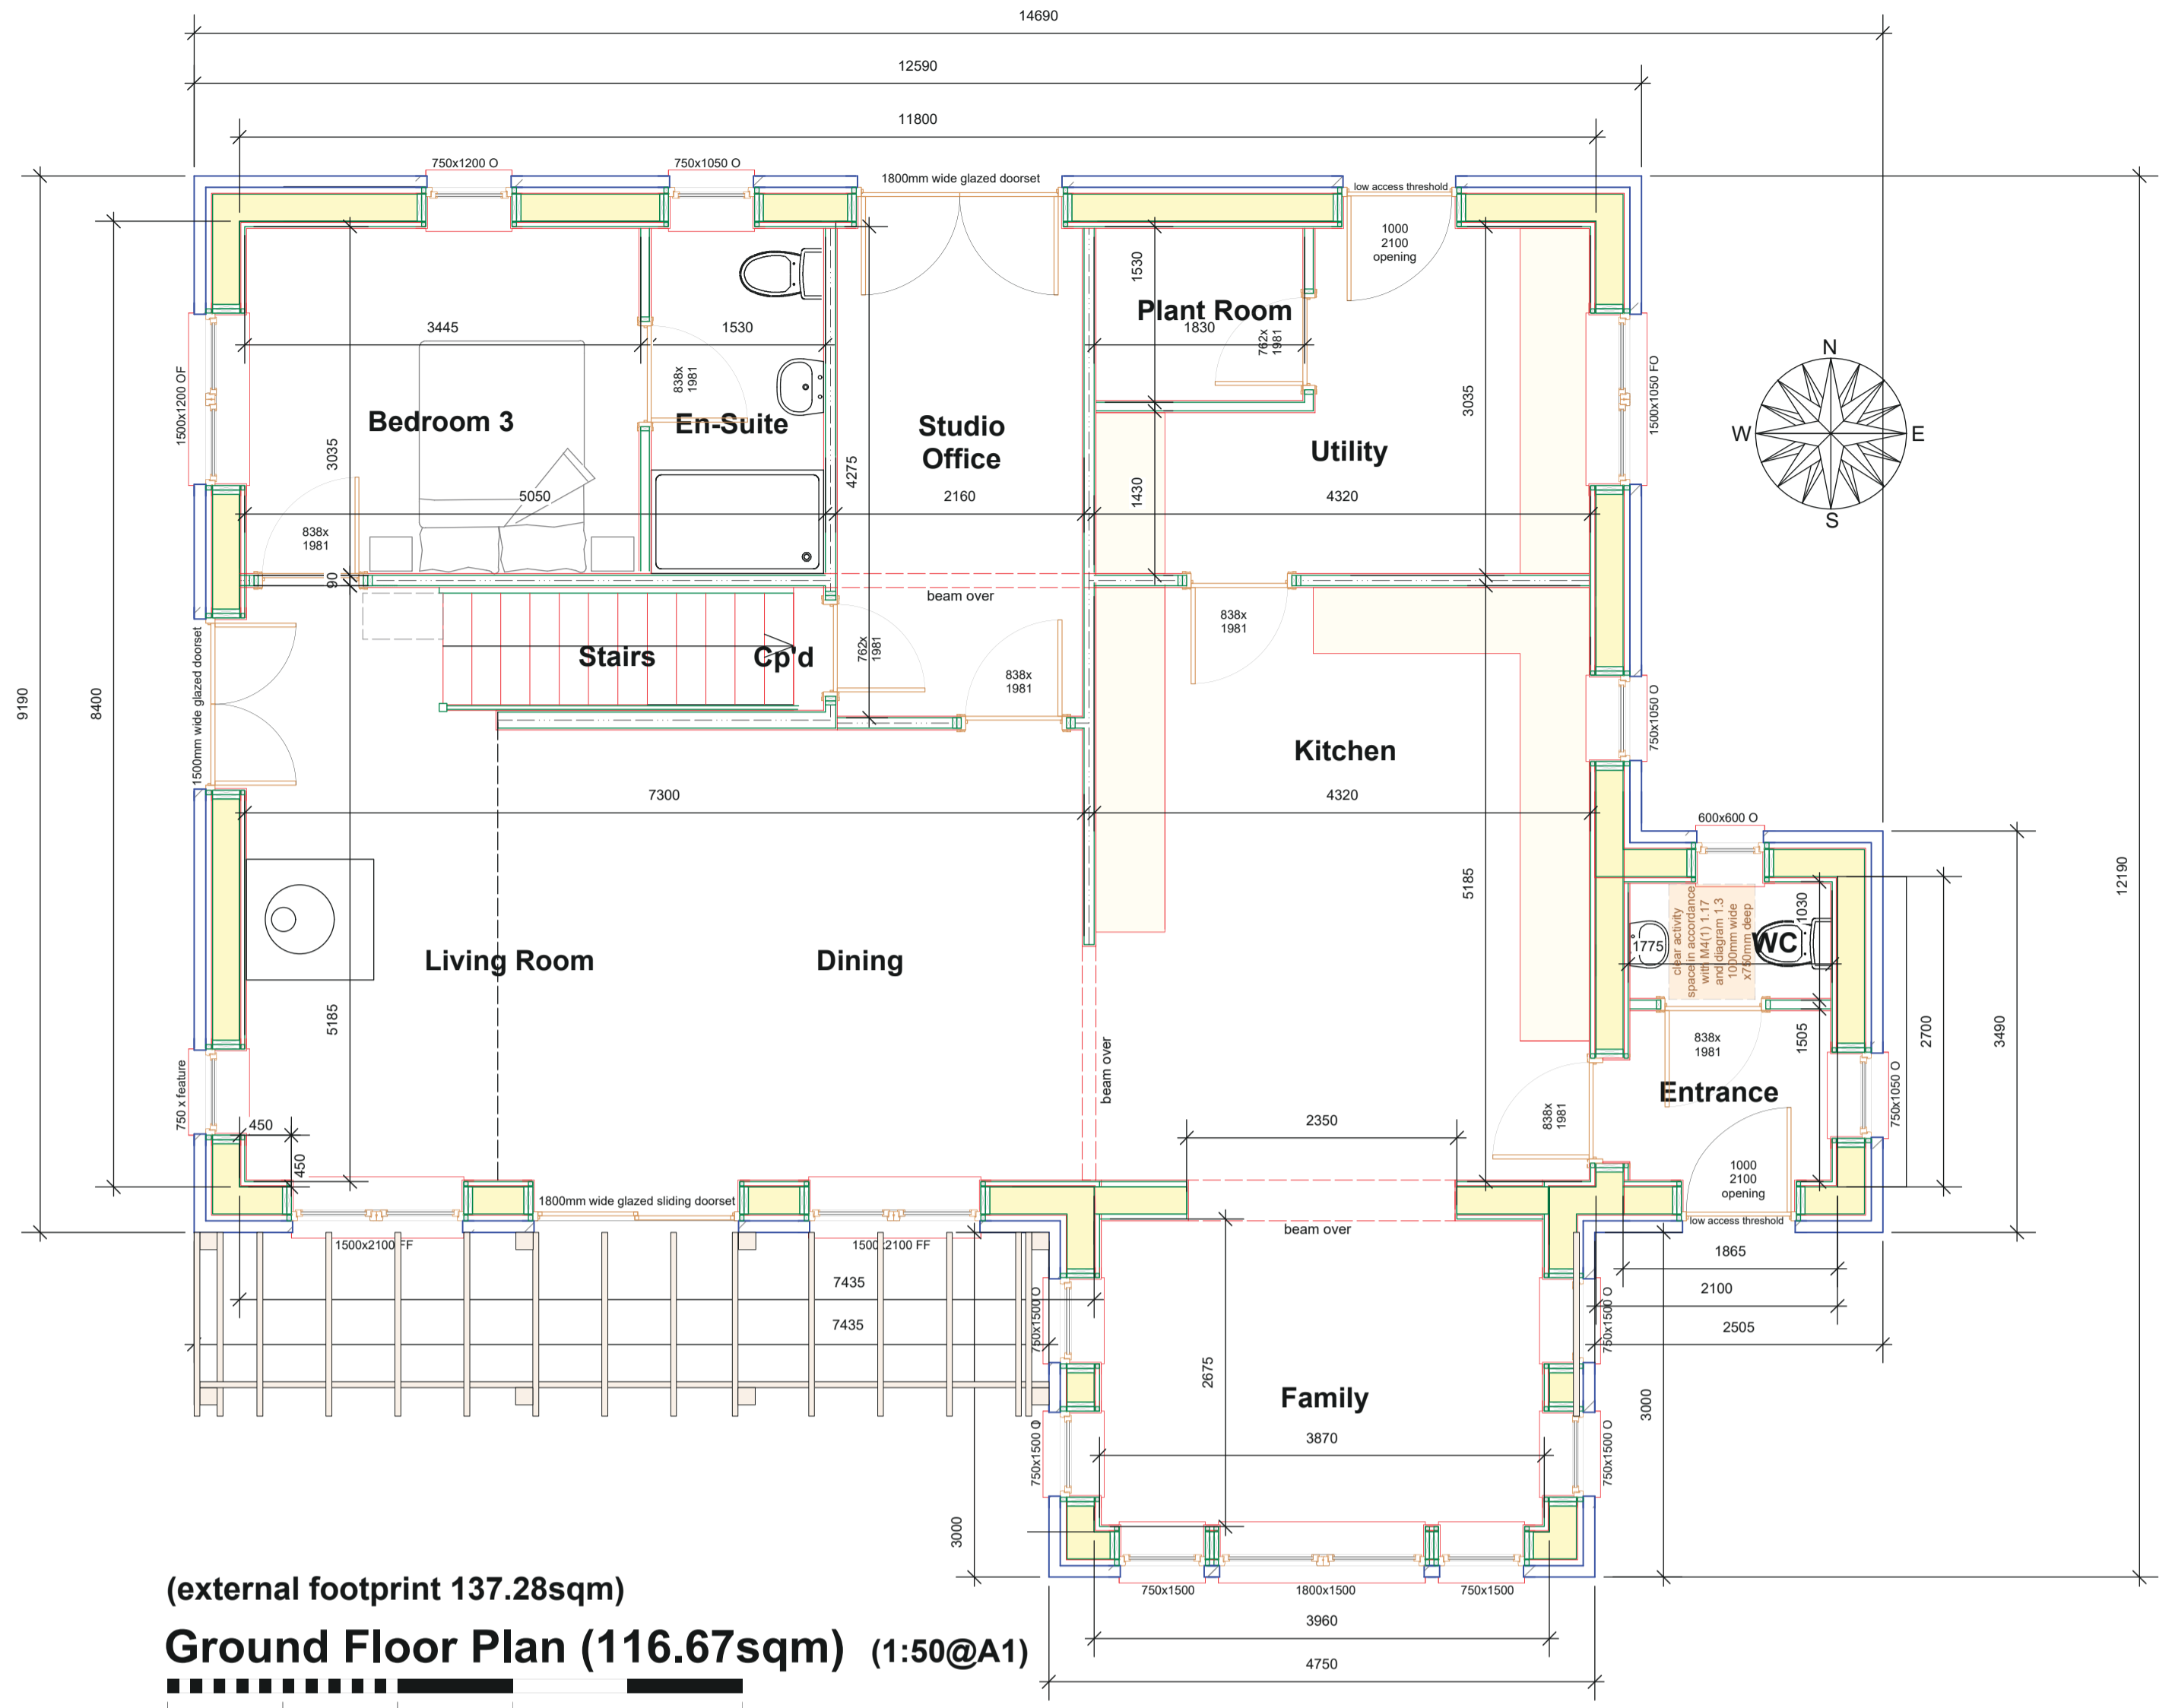 14690
12590
11800
750x1200 O
750x1050 O
1800mm wide glazed doorset
low access threshold
1000
2100
opening
1530
Plant Room
1830
762x
1981
3445
1530
838x
1981
1500x1200 OF
Bedroom 3
En-Suite
Studio
Office
Utility
3035
3035
1500x1050 FO
N
W
E
S
4275
5050
2160
1430
4320
838x
1981
90
beam over
838x
1981
Stairs
Cp'd
762x
1981
838x
1981
1500mm wide glazed doorset
9190
8400
750x1050 O
Kitchen
7300
4320
600x600 O
12190
5185
clear activity
space in accordance
with M4(1) 1.17
and diagram 1.3
1000mm wide
x750mm deep
1030
1775
WC
Living Room
Dining
5185
1505
2700
3490
838x
1981
beam over
750 x feature
Entrance
750x1050 O
838x
1981
2350
450
450
1000
2100
opening
1800mm wide glazed sliding doorset
low access threshold
beam over
1500x2100 FF
1500x2100 FF
1865
7435
2100
7435
2505
750x1500 O
750x1500 O
2675
Family
3000
3870
750x1500 O
750x1500 O
3000
750x1500
1800x1500
750x1500
(external footprint 137.28sqm)
3960
Ground Floor Plan (116.67sqm) (1:50@A1)
4750